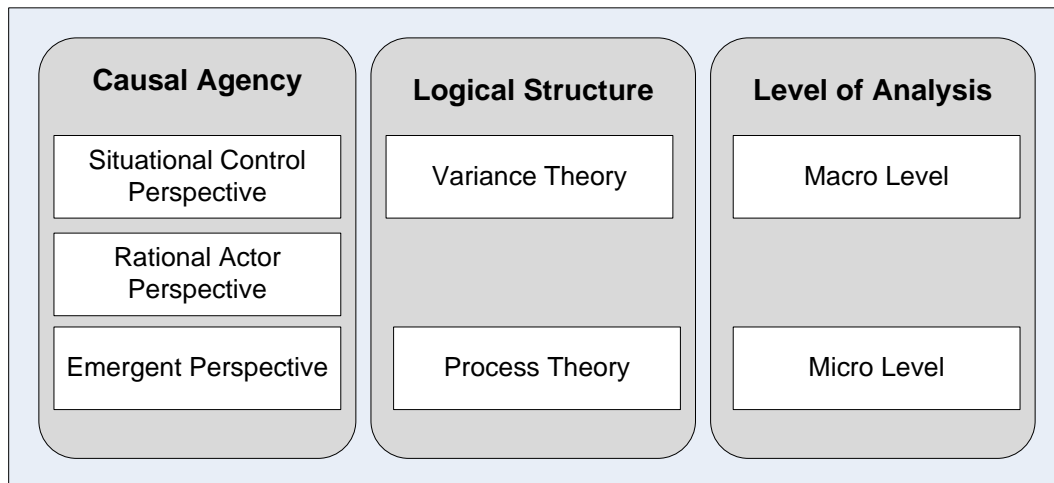 Causal Agency
Situational Control
Perspective
Rational Actor
Perspective
Emergent Perspective
Logical Structure
Variance Theory
Process Theory
Level of Analysis
Macro Level
Micro Level